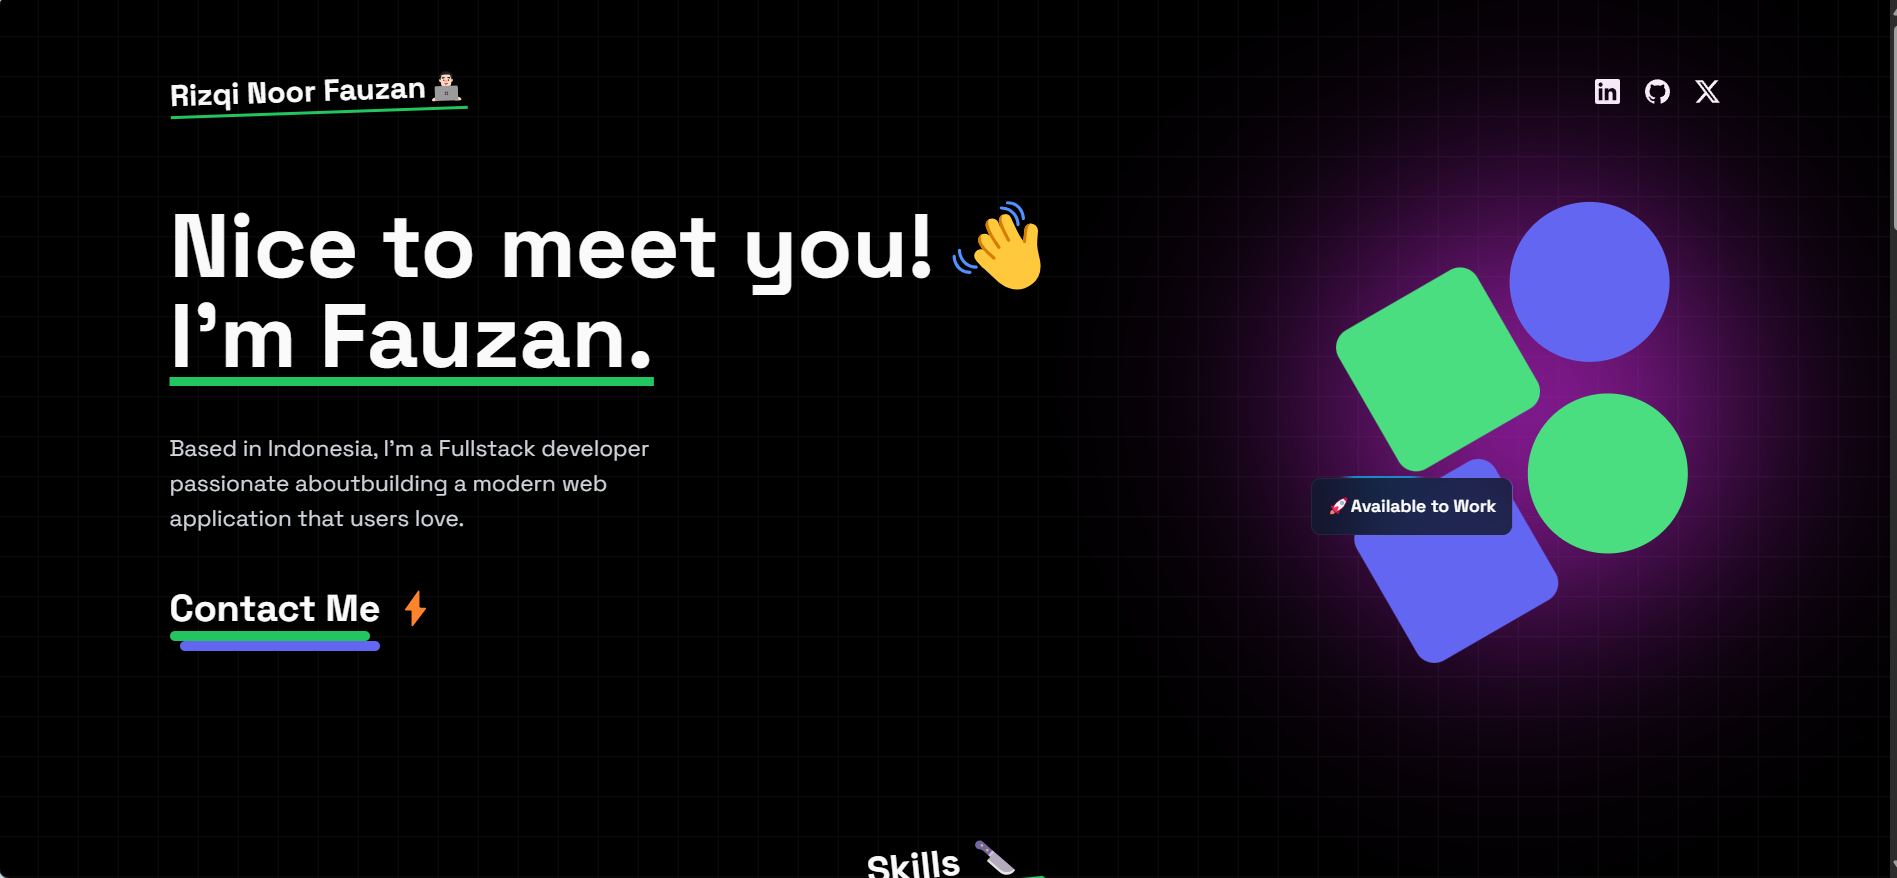 Rizqi Noor Fauzan
Nice to meet you!
I'm Fauzan.
Based in Indonesia, I'm a Fullstack developer
passionate aboutbuilding a modern web
application that users love.
Contact Me
Available to Work
Skills